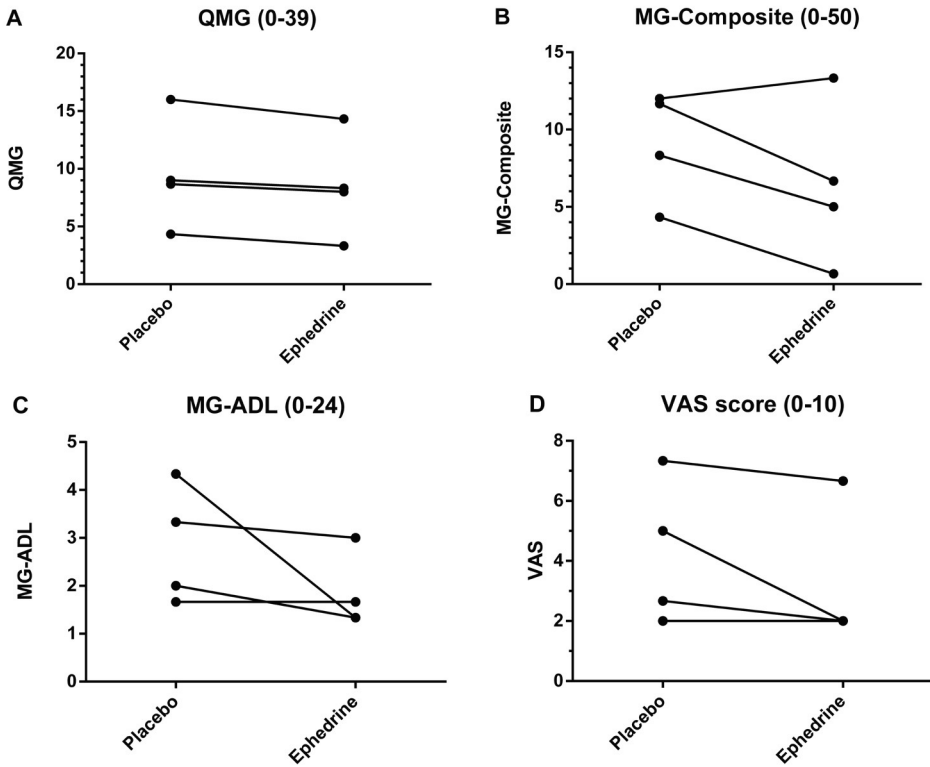 A
QMG (0-39)
QMG
20
15
10
5
0
Placebo
Ephedrine
B
MG-Composite (0-50)
MG-Composite
15
10
5
0
Placebo
Ephedrine
C
MG-ADL (0-24)
MG-ADL
5
4
3
2
1
0
Placebo
Ephedrine
D
VAS score (0-10)
VAS
8
6
4
2
0
Placebo
Ephedrine